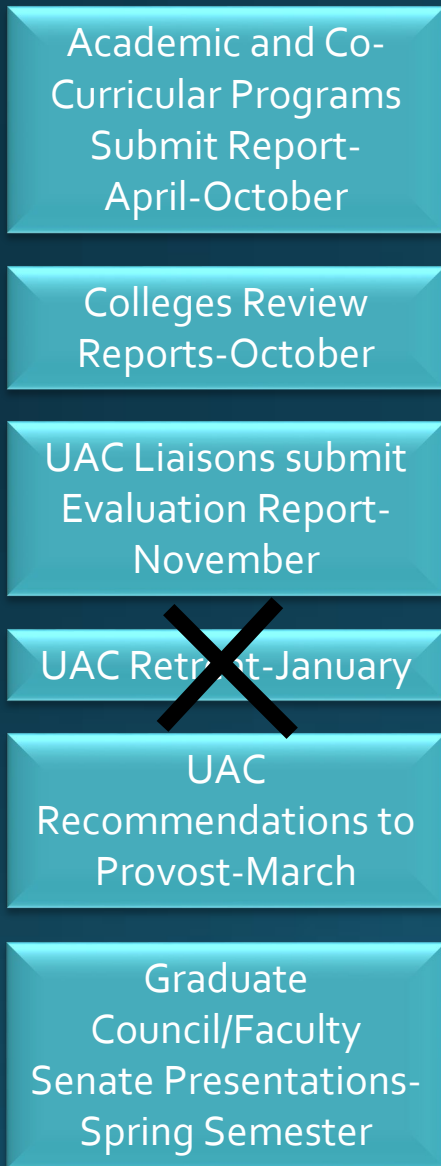 Academic and Co-
Curricular Programs
Submit Report-
April-October
Colleges Review
Reports-October
UAC Liaisons submit
Evaluation Report-
November
UAC Retreat-January
UAC
Recommendations to
Provost-March
Graduate
Council/Faculty
Senate Presentations-
Spring Semester